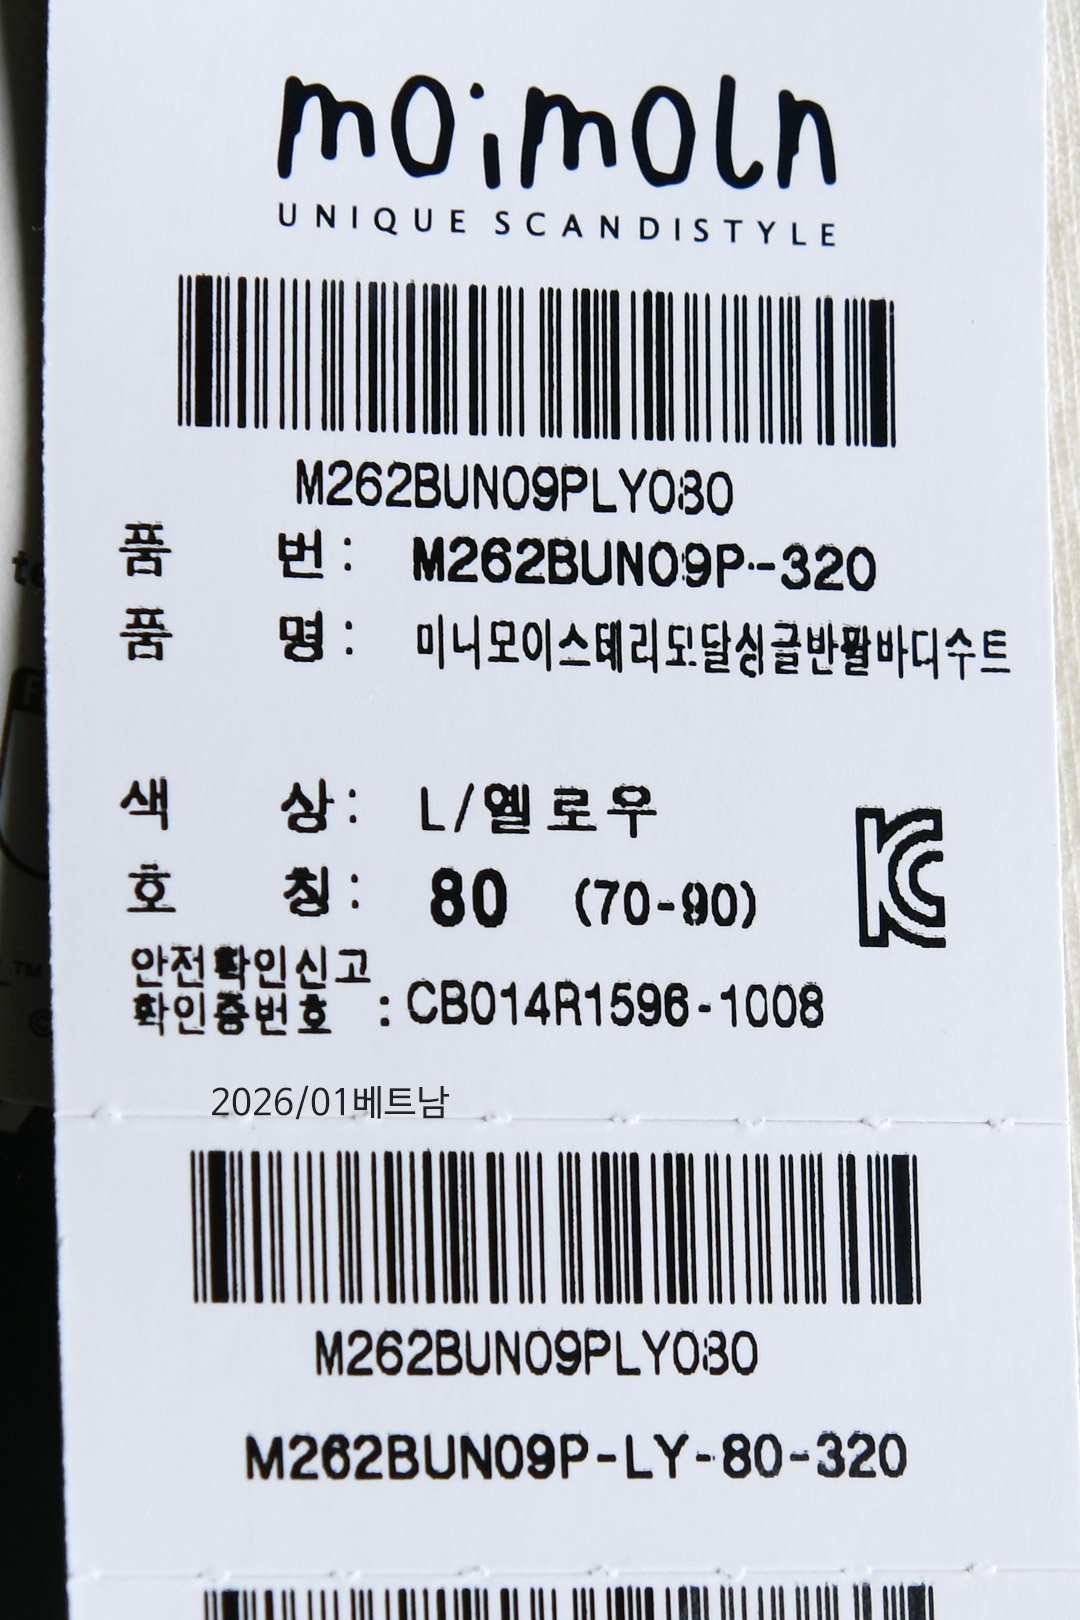 moimoln
UNIQUE SCANDISTYLE
M262BUN09PLY080
품 번 : M262BUN09P-320
품 명 : 미니모이스테리도달싱글반팔바디수트
색 상 : L/옐로우
호 칭 : 80 (70-90)
KC
안전확인신고
확인증번호 : CB014R1596-1008
2026/01베트남
M262BUN09PLY080
M262BUN09P-LY-80-320